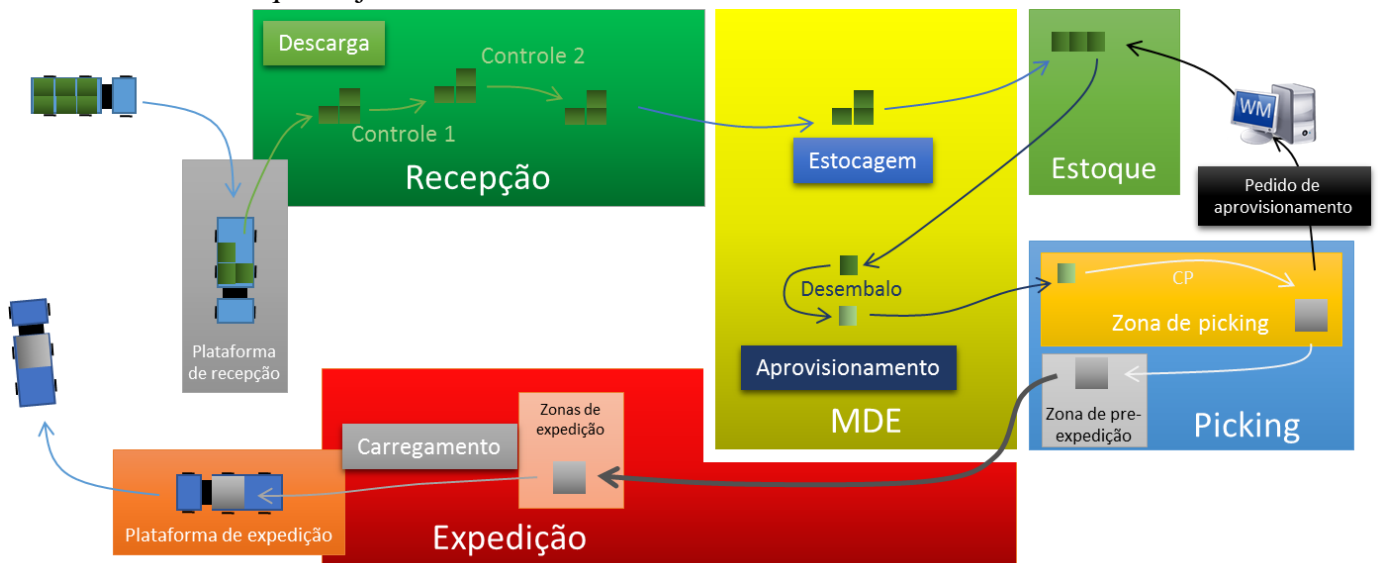 Descarga
Controle 2
Controle 1
Recepção
Plataforma
de recepção
Estocagem
Desembalo
Aprovisionamento
MDE
Estoque
WM
Pedido de
aprovisionamento
CP
Zona de picking
Zona de pre-
expedição
Picking
Zonas de
expedição
Carregamento
Expedição
Plataforma de expedição